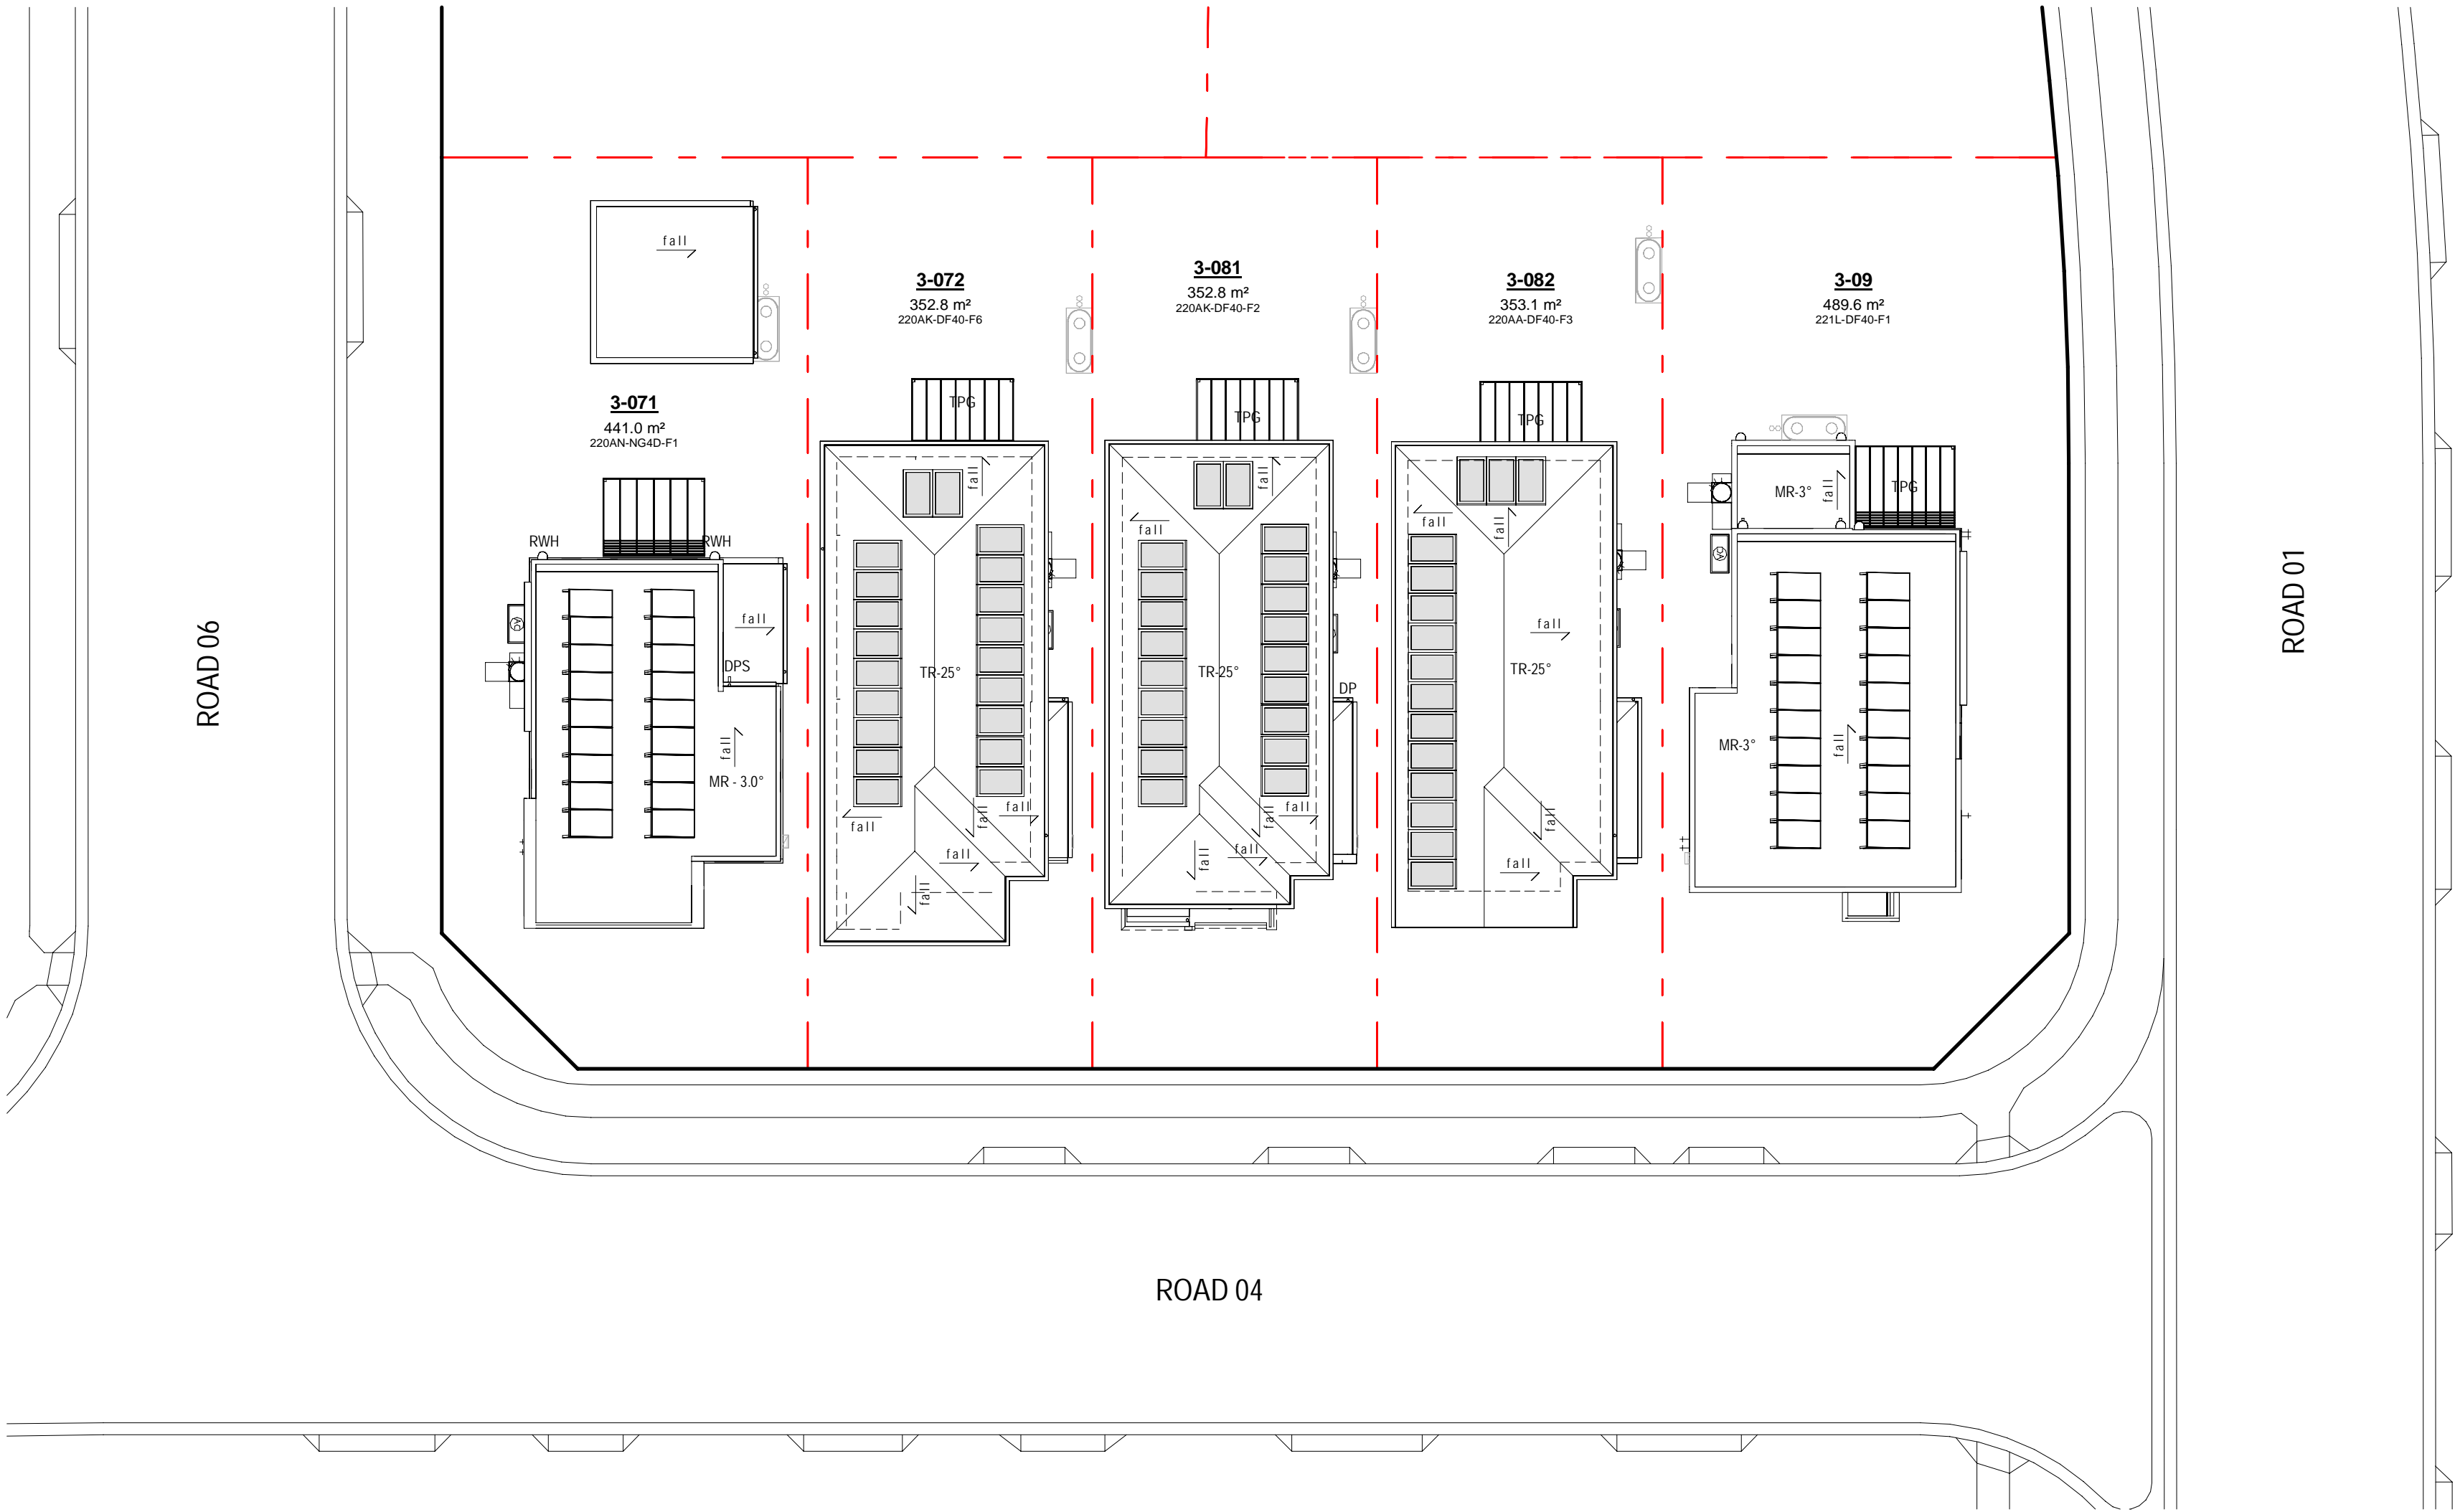 fall
3-071
441.0 m²
220AN-NG4D-F1
RWH
RWH
fall
DPS
fall
MR - 3.0°
3-072
352.8 m²
220AK-DF40-F6
TPG
fall
TR-25°
fall
fall
fall
fall
fall
3-081
352.8 m²
220AK-DF40-F2
TPG
fall
fall
TR-25°
DP
fall
fall
fall
fall
3-082
353.1 m²
220AA-DF40-F3
TPG
fall
fall
fall
TR-25°
fall
fall
3-09
489.6 m²
221L-DF40-F1
MR-3°
fall
TPG
AC
MR-3°
fall
AC
ROAD 06
ROAD 01
ROAD 04